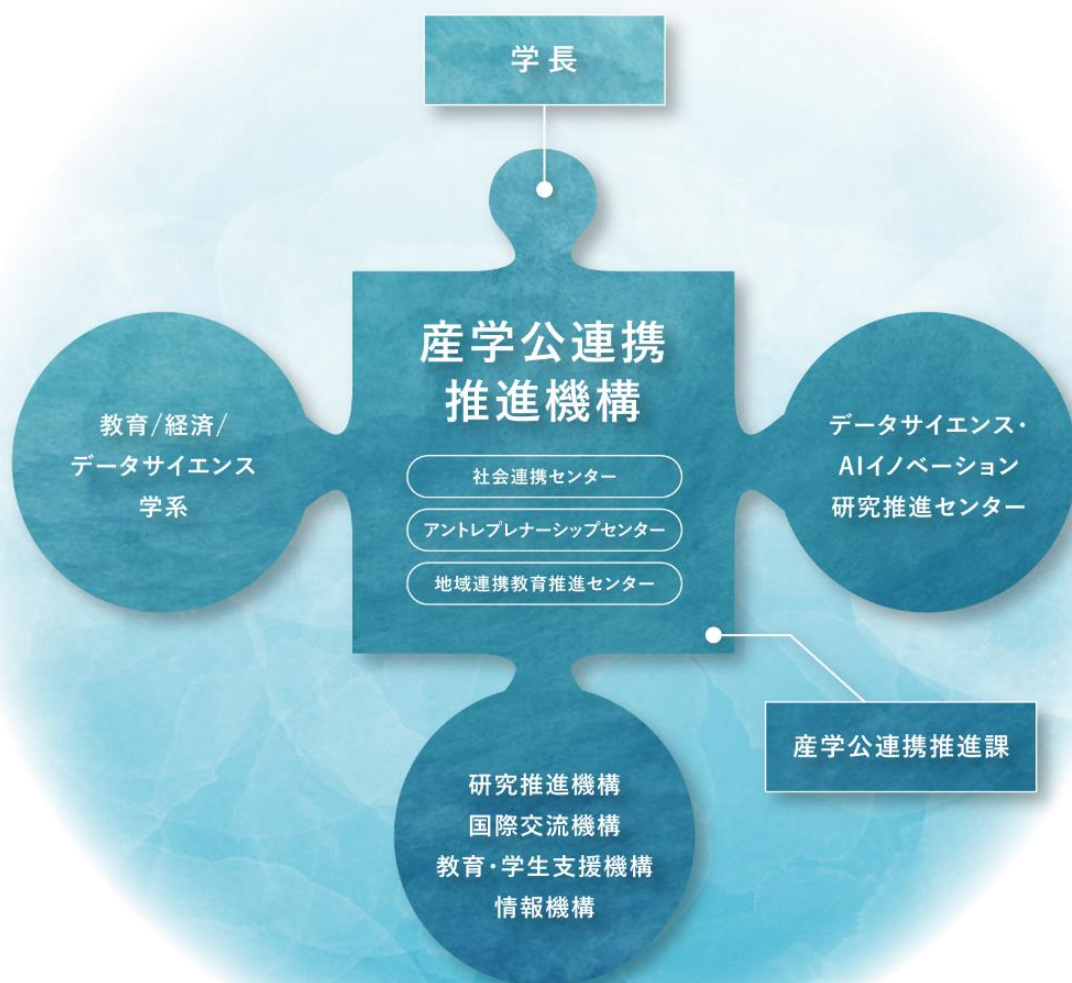 学長
産学公連携
推進機構
社会連携センター
アントレプレナーシップセンター
地域連携教育推進センター
教育/経済/
データサイエンス
学系
データサイエンス・
AIイノベーション
研究推進センター
産学公連携推進課
研究推進機構
国際交流機構
教育・学生支援機構
情報機構